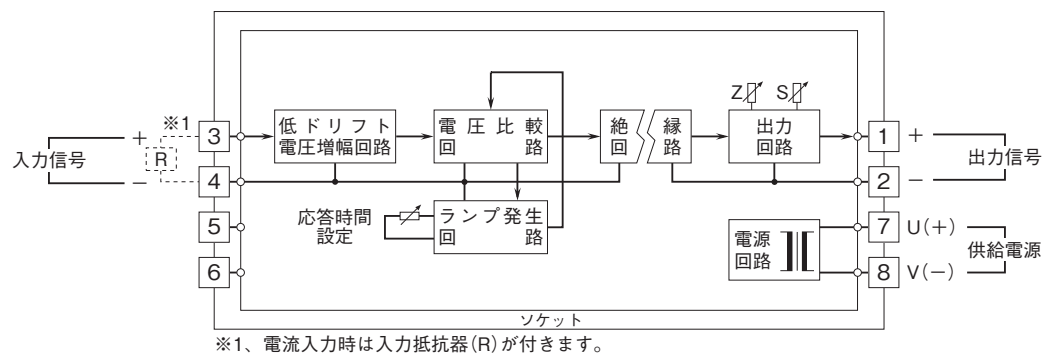 入力信号
+
−
※1
R
3
4
5
6
低ドリフト
電圧増幅回路
電圧比較
回路
応答時間
設定
ランプ発生
回路
絶縁
回路
Z
S
出力
回路
電源
回路
1
2
7
8
+
−
出力信号
U(+)
V(−)
供給電源
ソケット
※1、電流入力時は入力抵抗器(R)が付きます。